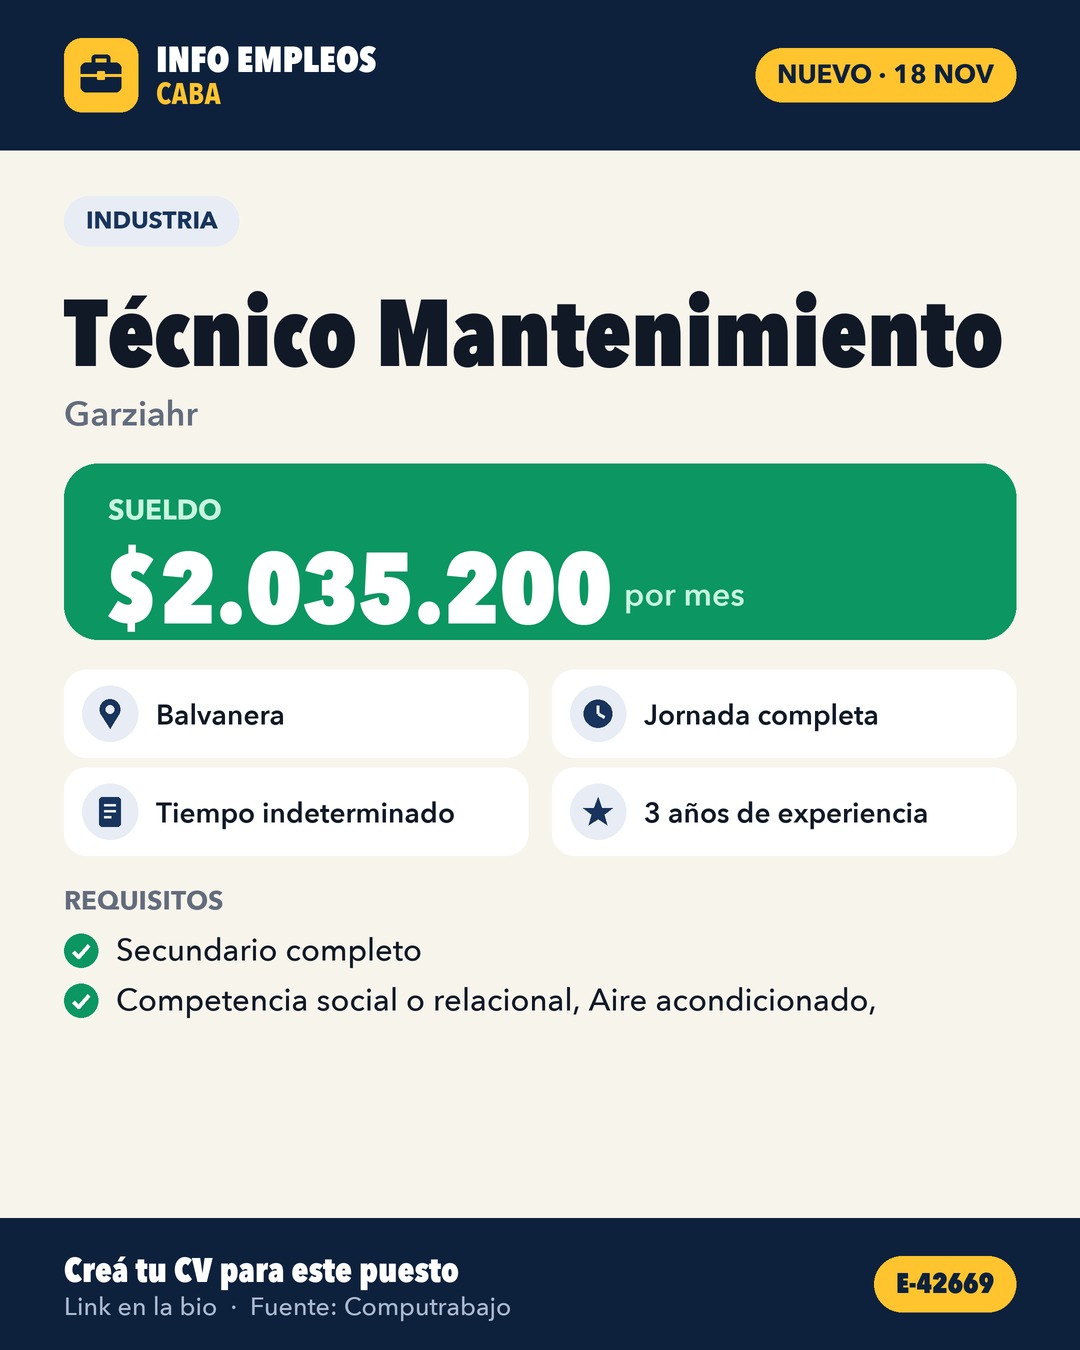 INFO EMPLEOS
CABA
NUEVO · 18 NOV
INDUSTRIA
Técnico Mantenimiento
Garziahr
SUELDO
$2.035.200 por mes
Balvanera
Jornada completa
Tiempo indeterminado
3 años de experiencia
REQUISITOS
Secundario completo
Competencia social o relacional, Aire acondicionado,
Creá tu CV para este puesto
Link en la bio · Fuente: Computrabajo
E-42669